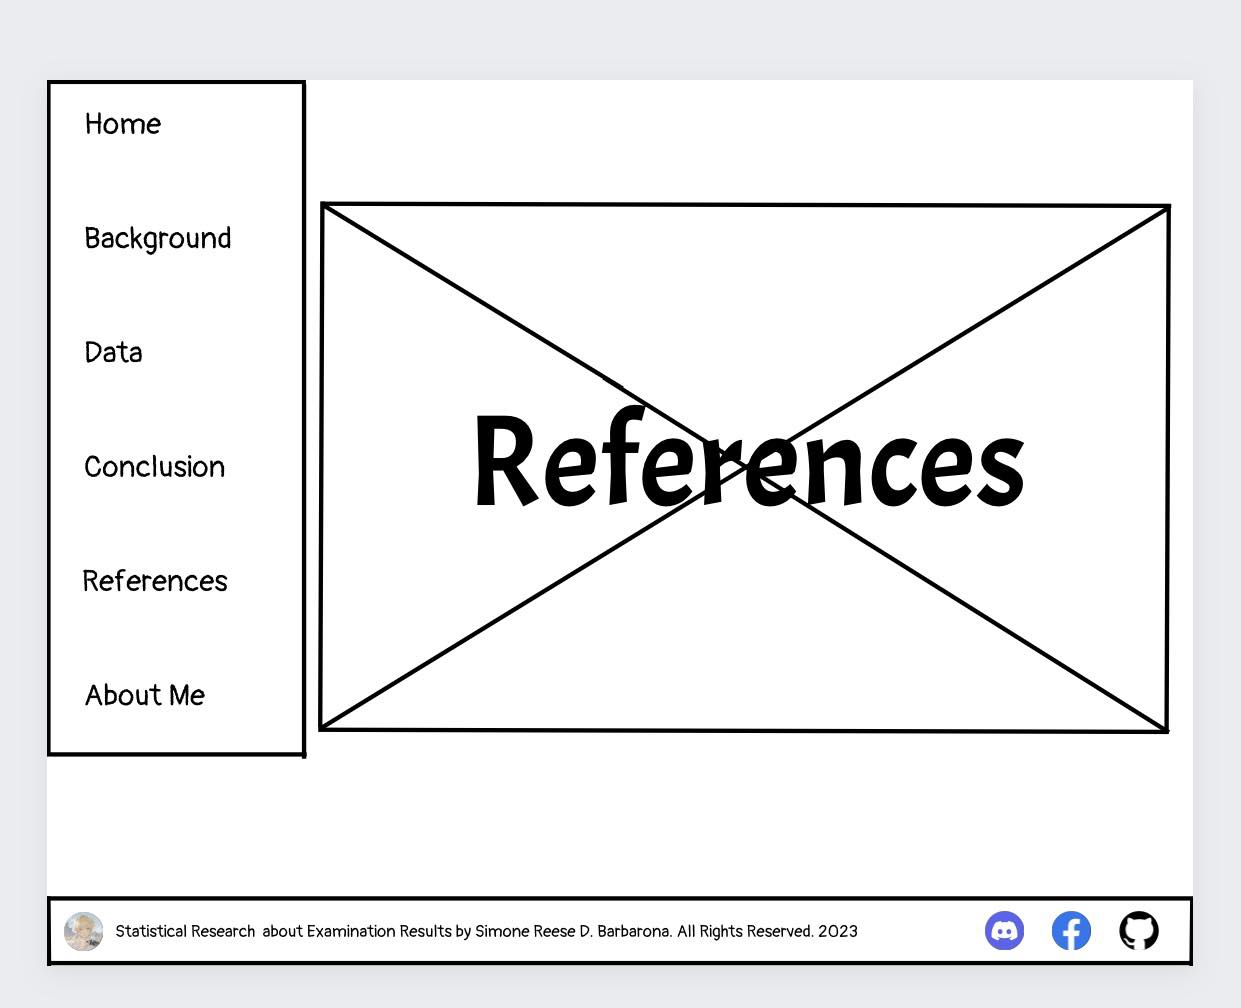 Home
Background
Data
Conclusion
References
About Me
References
Statistical Research about Examination Results by Simone Reese D. Barbarona. All Rights Reserved. 2023